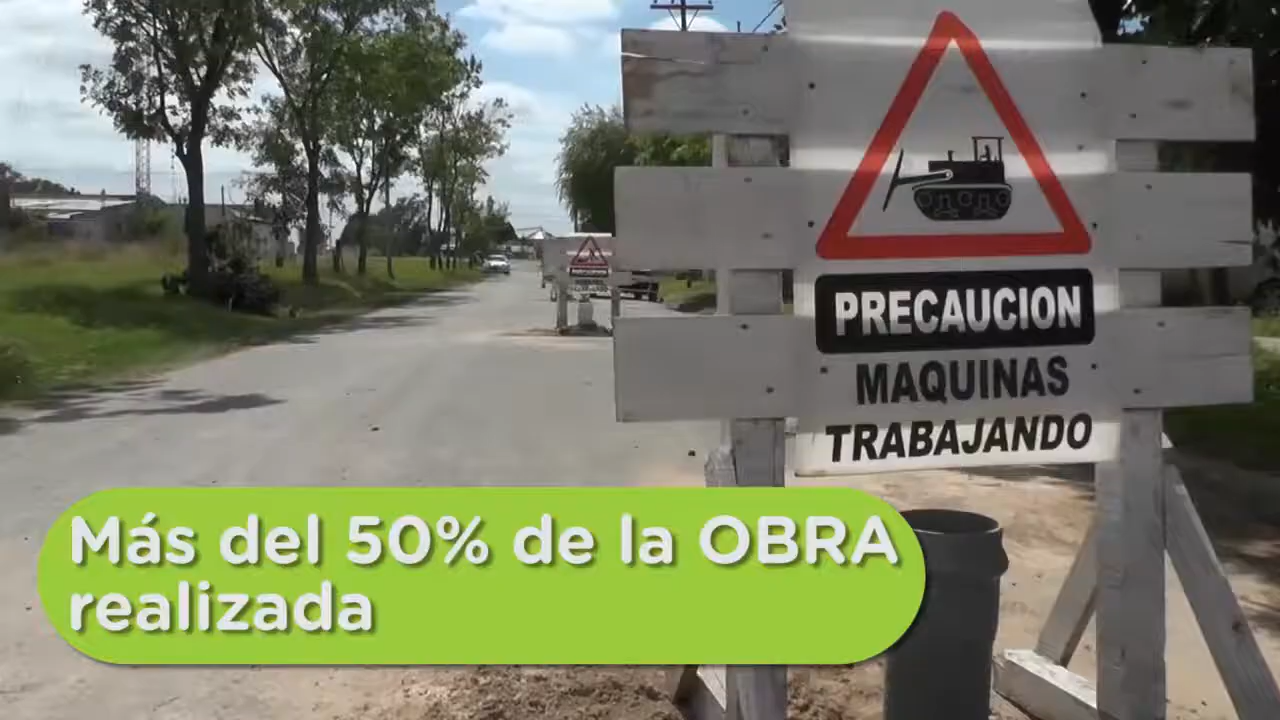 PRECAUCION
MAQUINAS
TRABAJANDO
Más del 50% de la OBRA
realizada